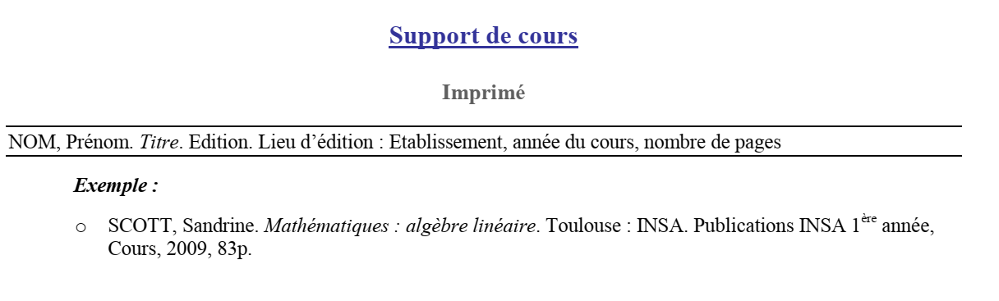 Support de cours
Imprimé
NOM, Prénom. Titre. Edition. Lieu d’édition : Etablissement, année du cours, nombre de pages
Exemple :
o SCOTT, Sandrine. Mathématiques : algèbre linéaire. Toulouse : INSA. Publications INSA 1ère année,
Cours, 2009, 83p.